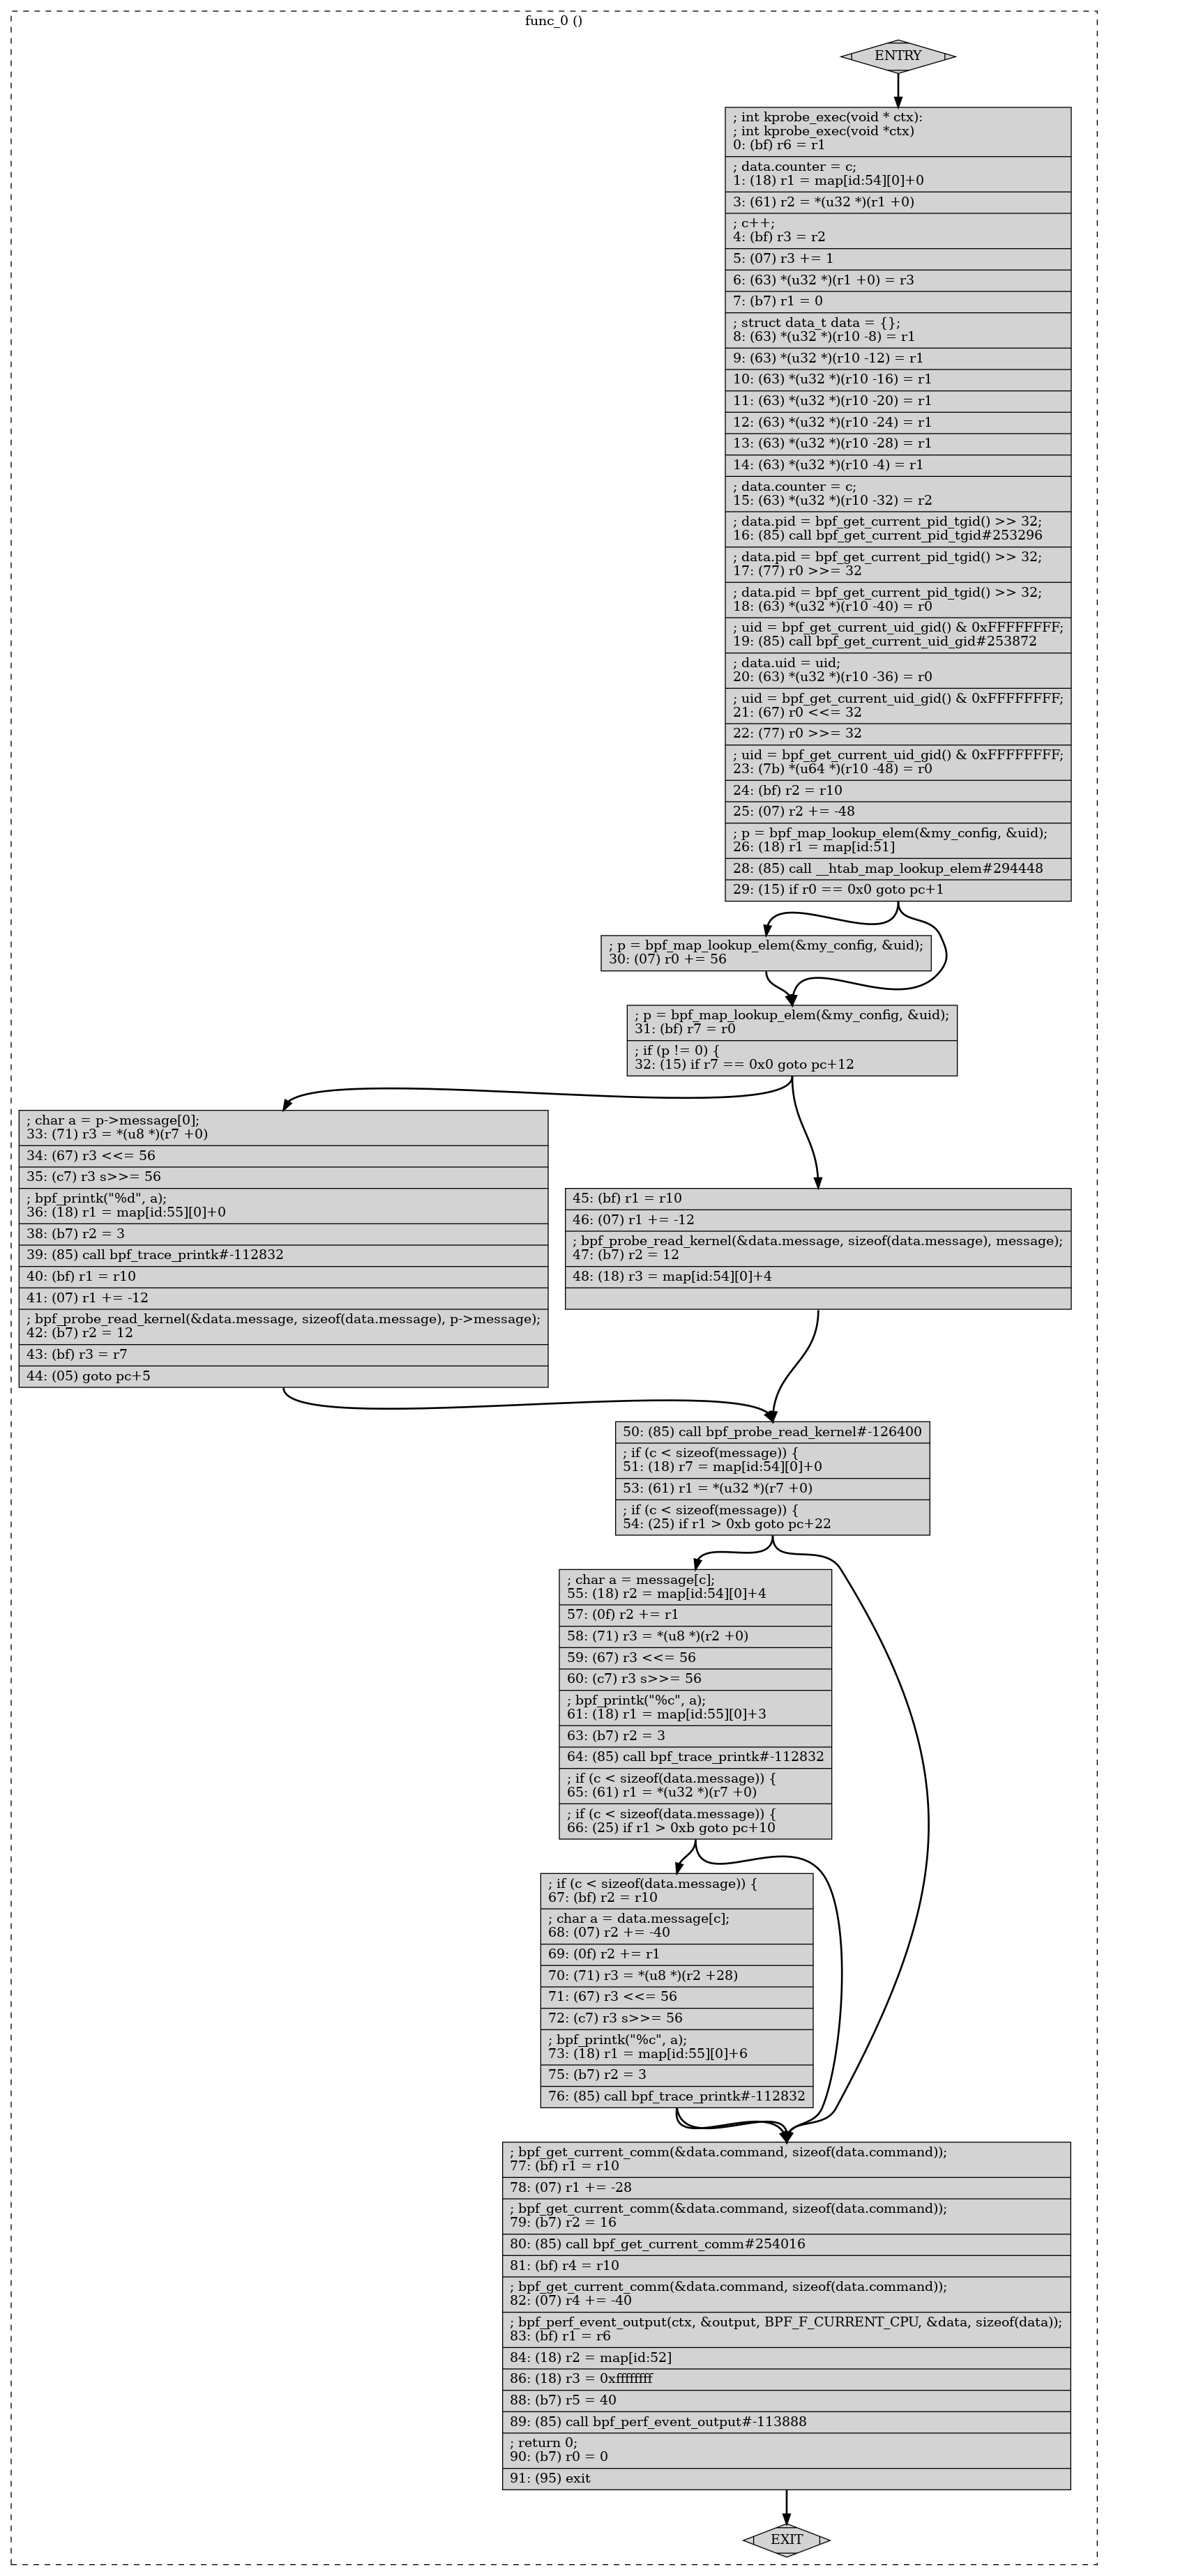 func_0 ()
ENTRY
; int kprobe_exec(void * ctx):
; int kprobe_exec(void *ctx)
0: (bf) r6 = r1
; data.counter = c;
1: (18) r1 = map[id:54][0]+0
3: (61) r2 = *(u32 *)(r1 +0)
; c++;
4: (bf) r3 = r2
5: (07) r3 += 1
6: (63) *(u32 *)(r1 +0) = r3
7: (b7) r1 = 0
; struct data_t data = {};
8: (63) *(u32 *)(r10 -8) = r1
9: (63) *(u32 *)(r10 -12) = r1
10: (63) *(u32 *)(r10 -16) = r1
11: (63) *(u32 *)(r10 -20) = r1
12: (63) *(u32 *)(r10 -24) = r1
13: (63) *(u32 *)(r10 -28) = r1
14: (63) *(u32 *)(r10 -4) = r1
; data.counter = c;
15: (63) *(u32 *)(r10 -32) = r2
; data.pid = bpf_get_current_pid_tgid() >> 32;
16: (85) call bpf_get_current_pid_tgid#253296
; data.pid = bpf_get_current_pid_tgid() >> 32;
17: (77) r0 >>= 32
; data.pid = bpf_get_current_pid_tgid() >> 32;
18: (63) *(u32 *)(r10 -40) = r0
; uid = bpf_get_current_uid_gid() & 0xFFFFFFFF;
19: (85) call bpf_get_current_uid_gid#253872
; data.uid = uid;
20: (63) *(u32 *)(r10 -36) = r0
; uid = bpf_get_current_uid_gid() & 0xFFFFFFFF;
21: (67) r0 <<= 32
22: (77) r0 >>= 32
; uid = bpf_get_current_uid_gid() & 0xFFFFFFFF;
23: (7b) *(u64 *)(r10 -48) = r0
24: (bf) r2 = r10
25: (07) r2 += -48
; p = bpf_map_lookup_elem(&my_config, &uid);
26: (18) r1 = map[id:51]
28: (85) call __htab_map_lookup_elem#294448
29: (15) if r0 == 0x0 goto pc+1
; p = bpf_map_lookup_elem(&my_config, &uid);
30: (07) r0 += 56
; p = bpf_map_lookup_elem(&my_config, &uid);
31: (bf) r7 = r0
; if (p != 0) {
32: (15) if r7 == 0x0 goto pc+12
; char a = p->message[0];
33: (71) r3 = *(u8 *)(r7 +0)
34: (67) r3 <<= 56
35: (c7) r3 s>>= 56
; bpf_printk("%d", a);
36: (18) r1 = map[id:55][0]+0
38: (b7) r2 = 3
39: (85) call bpf_trace_printk#-112832
40: (bf) r1 = r10
41: (07) r1 += -12
; bpf_probe_read_kernel(&data.message, sizeof(data.message), p->message);
42: (b7) r2 = 12
43: (bf) r3 = r7
44: (05) goto pc+5
45: (bf) r1 = r10
46: (07) r1 += -12
; bpf_probe_read_kernel(&data.message, sizeof(data.message), message);
47: (b7) r2 = 12
48: (18) r3 = map[id:54][0]+4
50: (85) call bpf_probe_read_kernel#-126400
; if (c < sizeof(message)) {
51: (18) r7 = map[id:54][0]+0
53: (61) r1 = *(u32 *)(r7 +0)
; if (c < sizeof(message)) {
54: (25) if r1 > 0xb goto pc+22
; char a = message[c];
55: (18) r2 = map[id:54][0]+4
57: (0f) r2 += r1
58: (71) r3 = *(u8 *)(r2 +0)
59: (67) r3 <<= 56
60: (c7) r3 s>>= 56
; bpf_printk("%c", a);
61: (18) r1 = map[id:55][0]+3
63: (b7) r2 = 3
64: (85) call bpf_trace_printk#-112832
; if (c < sizeof(data.message)) {
65: (61) r1 = *(u32 *)(r7 +0)
; if (c < sizeof(data.message)) {
66: (25) if r1 > 0xb goto pc+10
; if (c < sizeof(data.message)) {
67: (bf) r2 = r10
; char a = data.message[c];
68: (07) r2 += -40
69: (0f) r2 += r1
70: (71) r3 = *(u8 *)(r2 +28)
71: (67) r3 <<= 56
72: (c7) r3 s>>= 56
; bpf_printk("%c", a);
73: (18) r1 = map[id:55][0]+6
75: (b7) r2 = 3
76: (85) call bpf_trace_printk#-112832
; bpf_get_current_comm(&data.command, sizeof(data.command));
77: (bf) r1 = r10
78: (07) r1 += -28
; bpf_get_current_comm(&data.command, sizeof(data.command));
79: (b7) r2 = 16
80: (85) call bpf_get_current_comm#254016
81: (bf) r4 = r10
; bpf_get_current_comm(&data.command, sizeof(data.command));
82: (07) r4 += -40
; bpf_perf_event_output(ctx, &output, BPF_F_CURRENT_CPU, &data, sizeof(data));
83: (bf) r1 = r6
84: (18) r2 = map[id:52]
86: (18) r3 = 0xffffffff
88: (b7) r5 = 40
89: (85) call bpf_perf_event_output#-113888
; return 0;
90: (b7) r0 = 0
91: (95) exit
EXIT